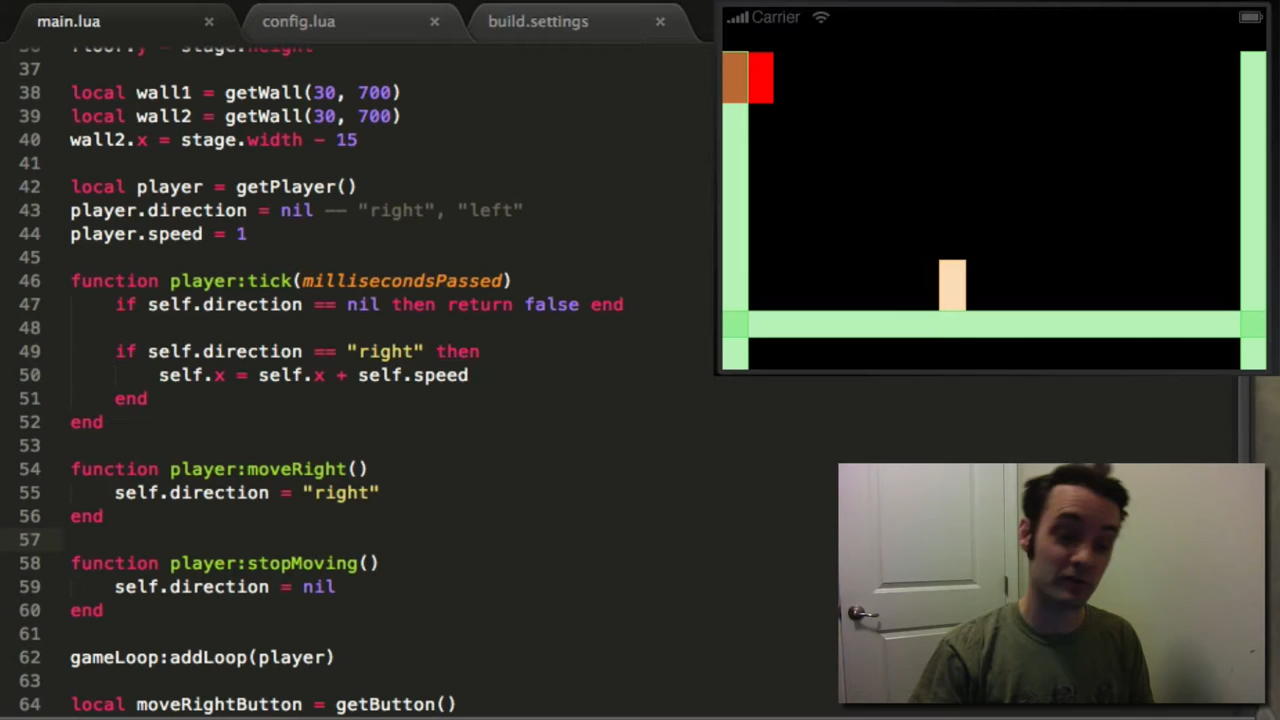 main.lua × config.lua × build.settings ×
Carrier
36 floor.y = stage.height
37
38 local wall1 = getWall(30, 700)
39 local wall2 = getWall(30, 700)
40 wall2.x = stage.width - 15
41
42 local player = getPlayer()
43 player.direction = nil -- "right", "left"
44 player.speed = 1
45
46 function player:tick(millisecondsPassed)
47 if self.direction == nil then return false end
48
49 if self.direction == "right" then
50 self.x = self.x + self.speed
51 end
52 end
53
54 function player:moveRight()
55 self.direction = "right"
56 end
57
58 function player:stopMoving()
59 self.direction = nil
60 end
61
62 gameLoop:addLoop(player)
63
64 local moveRightButton = getButton()